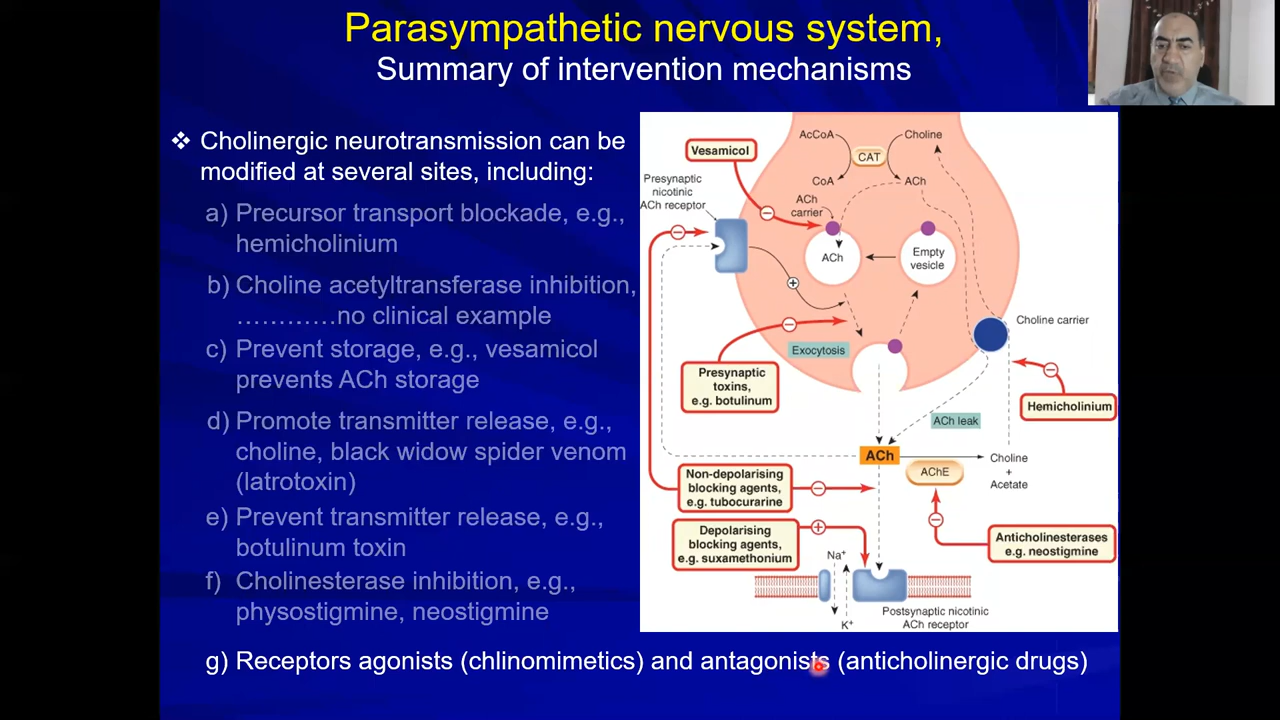 Parasympathetic nervous system,
Summary of intervention mechanisms
❖ Cholinergic neurotransmission can be
modified at several sites, including:
a) Precursor transport blockade, e.g.,
hemicholinium
b) Choline acetyltransferase inhibition,
…………no clinical example
c) Prevent storage, e.g., vesamicol
prevents ACh storage
d) Promote transmitter release, e.g.,
choline, black widow spider venom
(latrotoxin)
e) Prevent transmitter release, e.g.,
botulinum toxin
f) Cholinesterase inhibition, e.g.,
physostigmine, neostigmine
g) Receptors agonists (chlinomimetics) and antagonists (anticholinergic drugs)
AcCoA
Choline
CAT
CoA
ACh
Vesamicol
Presynaptic
nicotinic
ACh receptor
ACh
carrier
ACh
Empty
vesicle
Choline carrier
Exocytosis
Presynaptic
toxins,
e.g. botulinum
Hemicholinium
ACh leak
ACh
AChE
Choline
+
Acetate
Non-depolarising
blocking agents,
e.g. tubocurarine
Depolarising
blocking agents,
e.g. suxamethonium
Anticholinesterases
e.g. neostigmine
Na⁺
K⁺
Postsynaptic nicotinic
ACh receptor